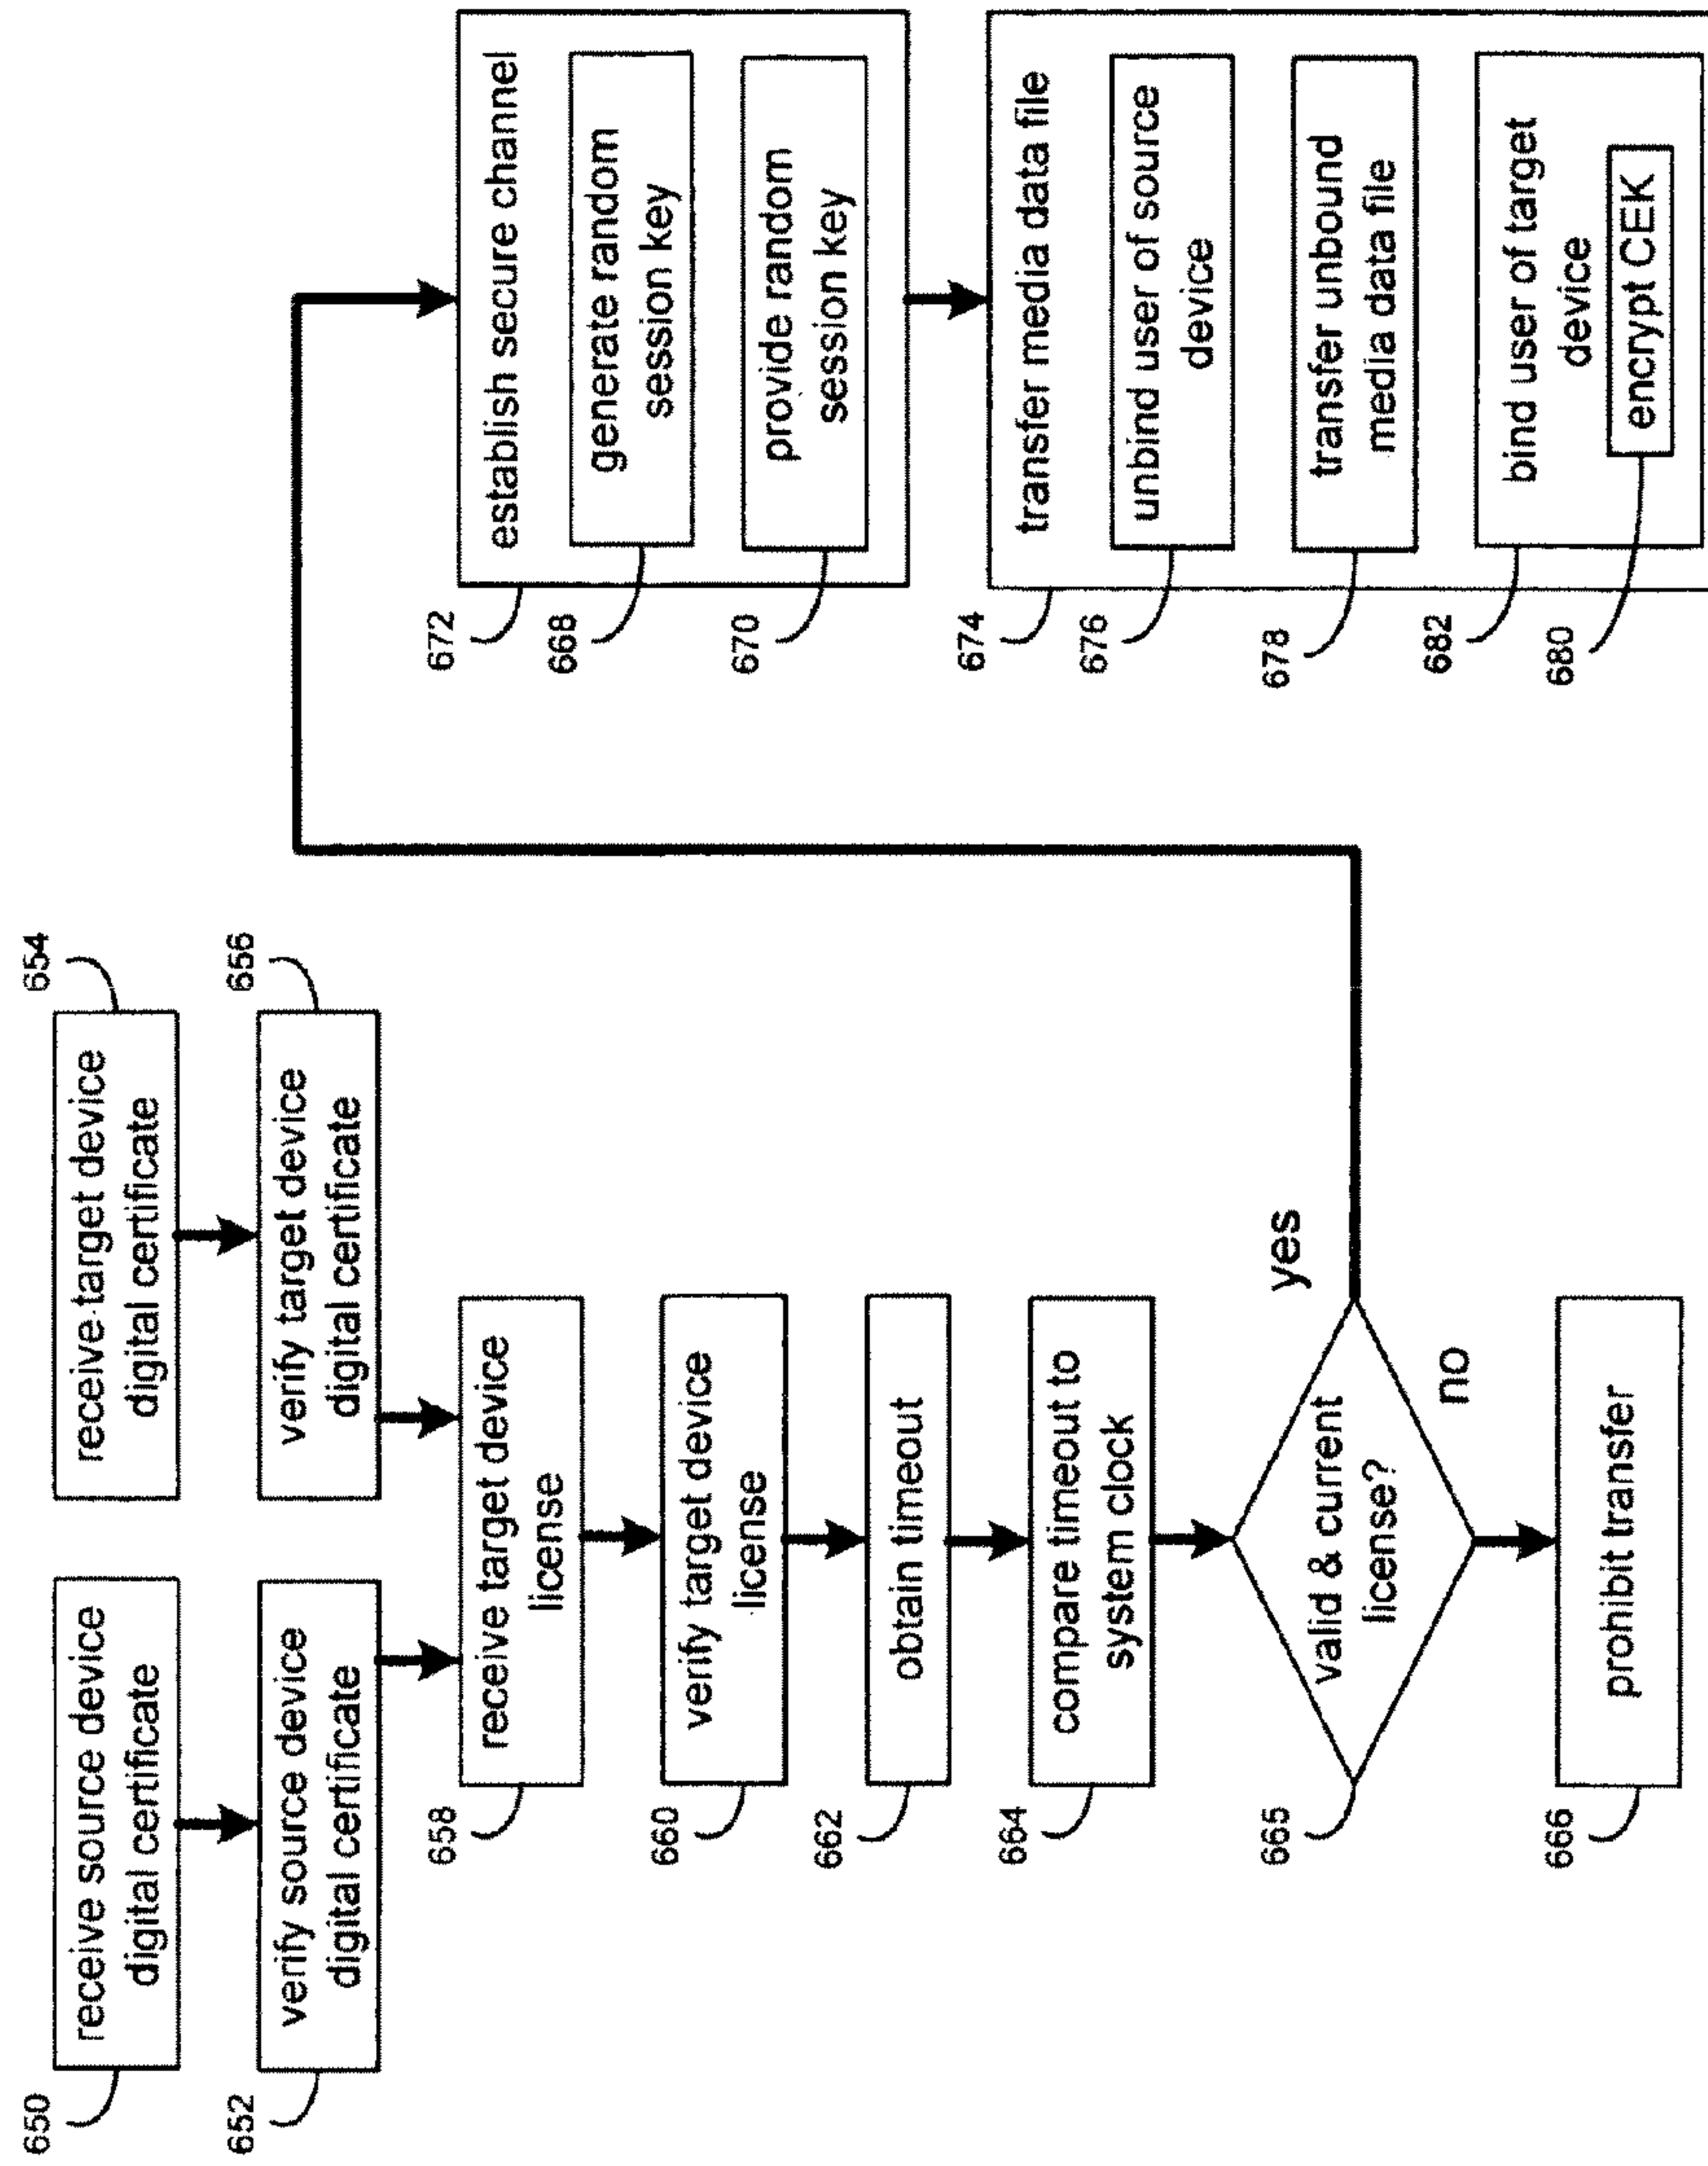 650
receive source device
digital certificate
652
verify source device
digital certificate
receive target device
digital certificate
654
verify target device
digital certificate
656
658
receive target device
license
660
verify target device
license
662
obtain timeout
664
compare timeout to
system clock
665
valid & current
license?
yes
no
666
prohibit transfer
672
establish secure channel
668
generate random
session key
670
provide random
session key
674
transfer media data file
676
unbind user of source
device
678
transfer unbound
media data file
682
bind user of target
device
680
encrypt CEK